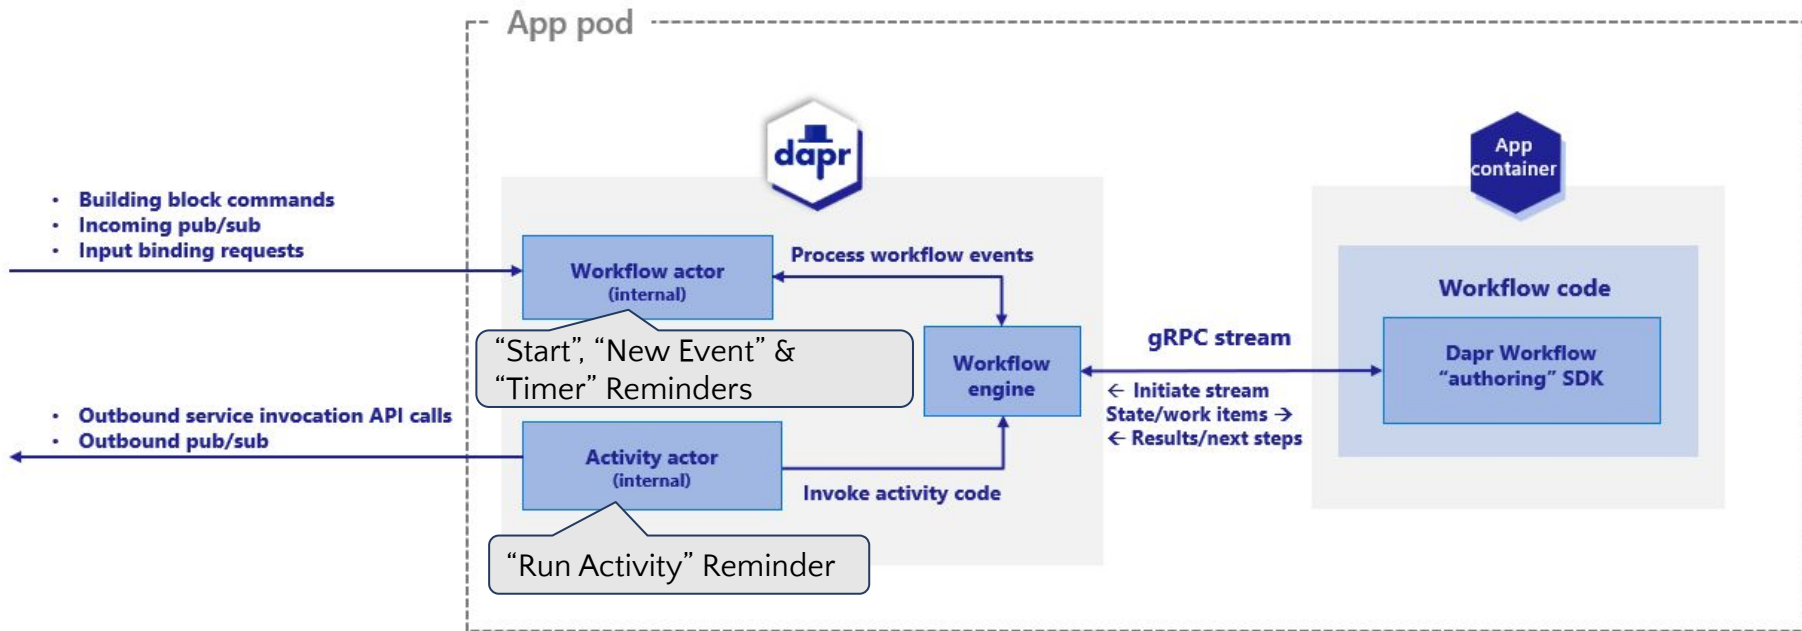 App pod
dapr
App
container
• Building block commands
• Incoming pub/sub
• Input binding requests
Workflow actor
(internal)
Process workflow events
“Start”, “New Event” &
“Timer” Reminders
Workflow
engine
gRPC stream
← Initiate stream
State/work items →
← Results/next steps
Workflow code
Dapr Workflow
“authoring” SDK
• Outbound service invocation API calls
• Outbound pub/sub
Activity actor
(internal)
Invoke activity code
“Run Activity” Reminder